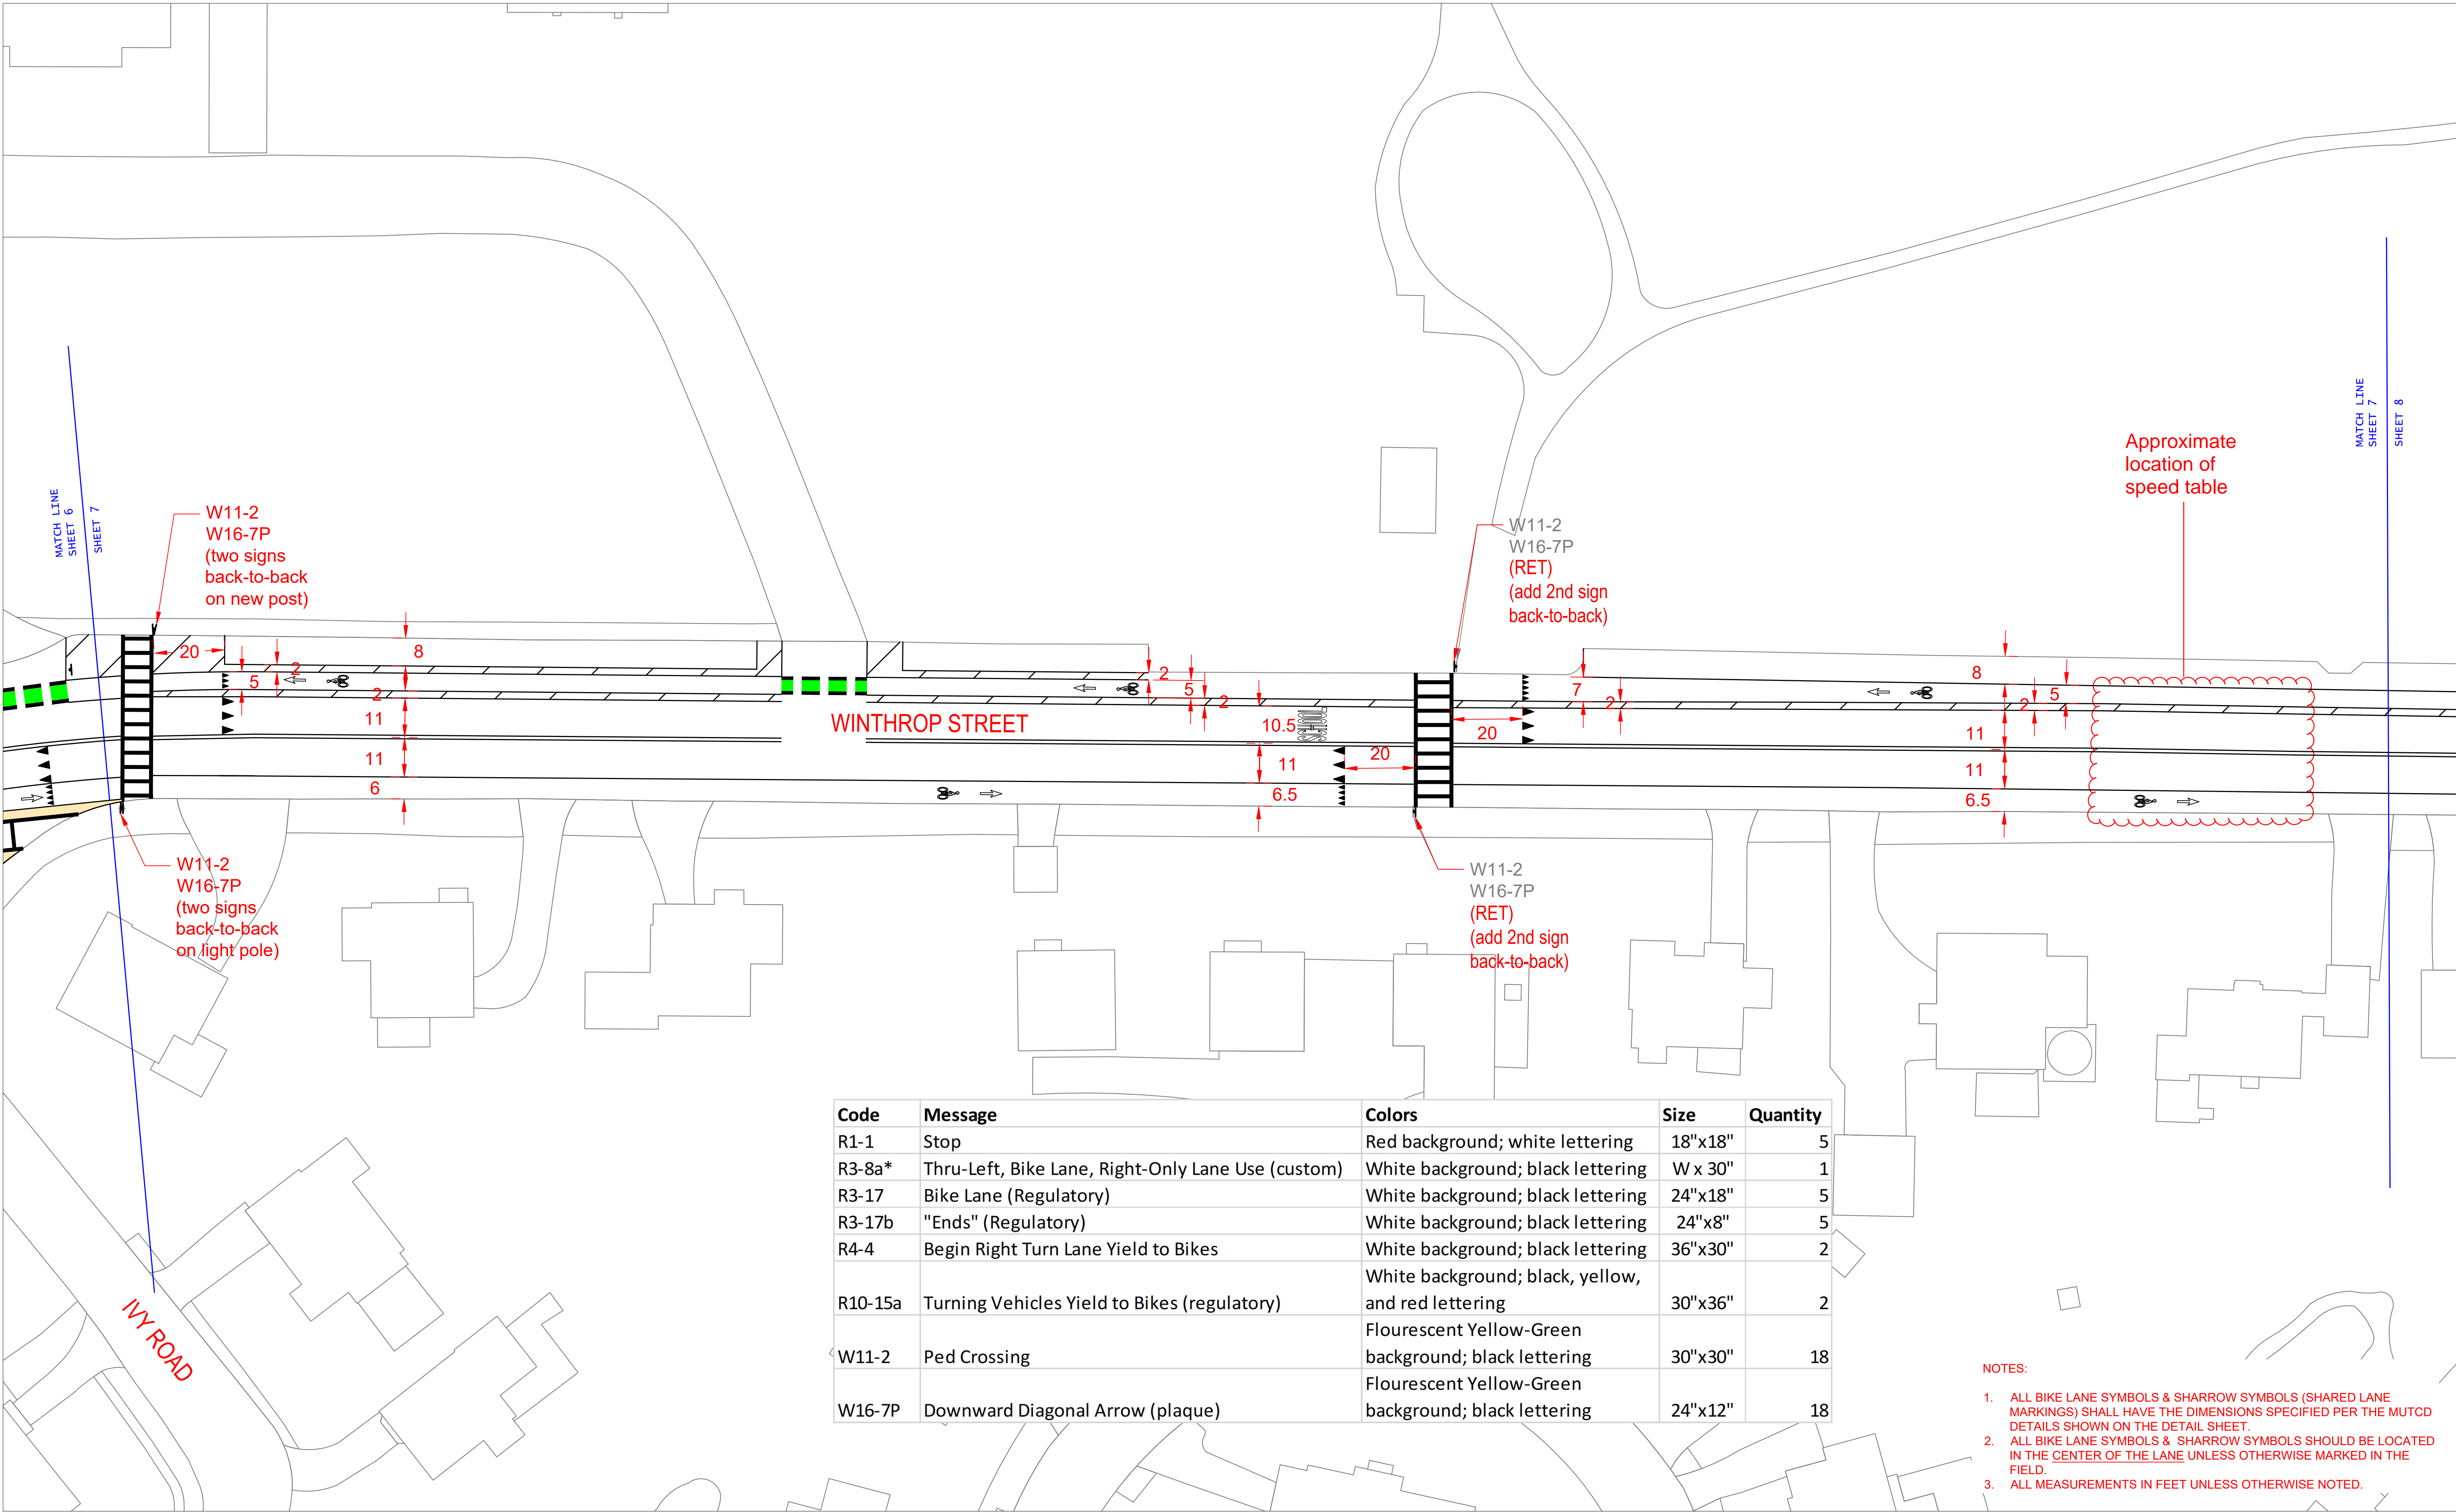 MATCH LINE
SHEET 6
SHEET 7
W11-2
W16-7P
(two signs
back-to-back
on new post)
W11-2
W16-7P
(RET)
(add 2nd sign
back-to-back)
Approximate
location of
speed table
MATCH LINE
SHEET 7
SHEET 8
20
2
8
5
2
11
11
6
WINTHROP STREET
2
5
2
10.5
SCHOOL
11
20
6.5
20
7
2
8
5
2
11
11
6.5
W11-2
W16-7P
(two signs
back-to-back
on light pole)
W11-2
W16-7P
(RET)
(add 2nd sign
back-to-back)
IVY ROAD
Code Message Colors Size Quantity
R1-1 Stop Red background; white lettering 18"x18" 5
R3-8a* Thru-Left, Bike Lane, Right-Only Lane Use (custom) White background; black lettering W x 30" 1
R3-17 Bike Lane (Regulatory) White background; black lettering 24"x18" 5
R3-17b "Ends" (Regulatory) White background; black lettering 24"x8" 5
R4-4 Begin Right Turn Lane Yield to Bikes White background; black lettering 36"x30" 2
White background; black, yellow,
R10-15a Turning Vehicles Yield to Bikes (regulatory) and red lettering 30"x36" 2
Flourescent Yellow-Green
W11-2 Ped Crossing background; black lettering 30"x30" 18
Flourescent Yellow-Green
W16-7P Downward Diagonal Arrow (plaque) background; black lettering 24"x12" 18
NOTES:
1. ALL BIKE LANE SYMBOLS & SHARROW SYMBOLS (SHARED LANE
MARKINGS) SHALL HAVE THE DIMENSIONS SPECIFIED PER THE MUTCD
DETAILS SHOWN ON THE DETAIL SHEET.
2. ALL BIKE LANE SYMBOLS & SHARROW SYMBOLS SHOULD BE LOCATED
IN THE CENTER OF THE LANE UNLESS OTHERWISE MARKED IN THE
FIELD.
3. ALL MEASUREMENTS IN FEET UNLESS OTHERWISE NOTED.